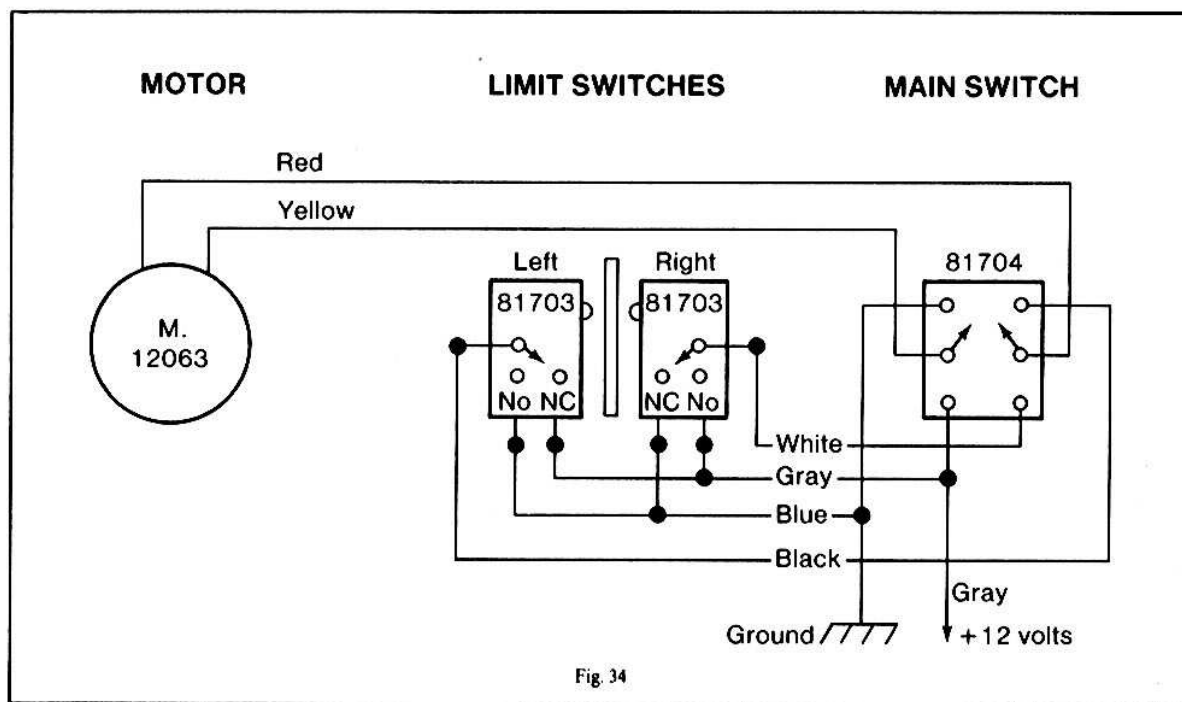 MOTOR
LIMIT SWITCHES
MAIN SWITCH
Red
Yellow
Left
Right
81704
81703
81703
M.
12063
No NC
NC No
White
Gray
Blue
Black
Gray
Ground
+12 volts
Fig. 34